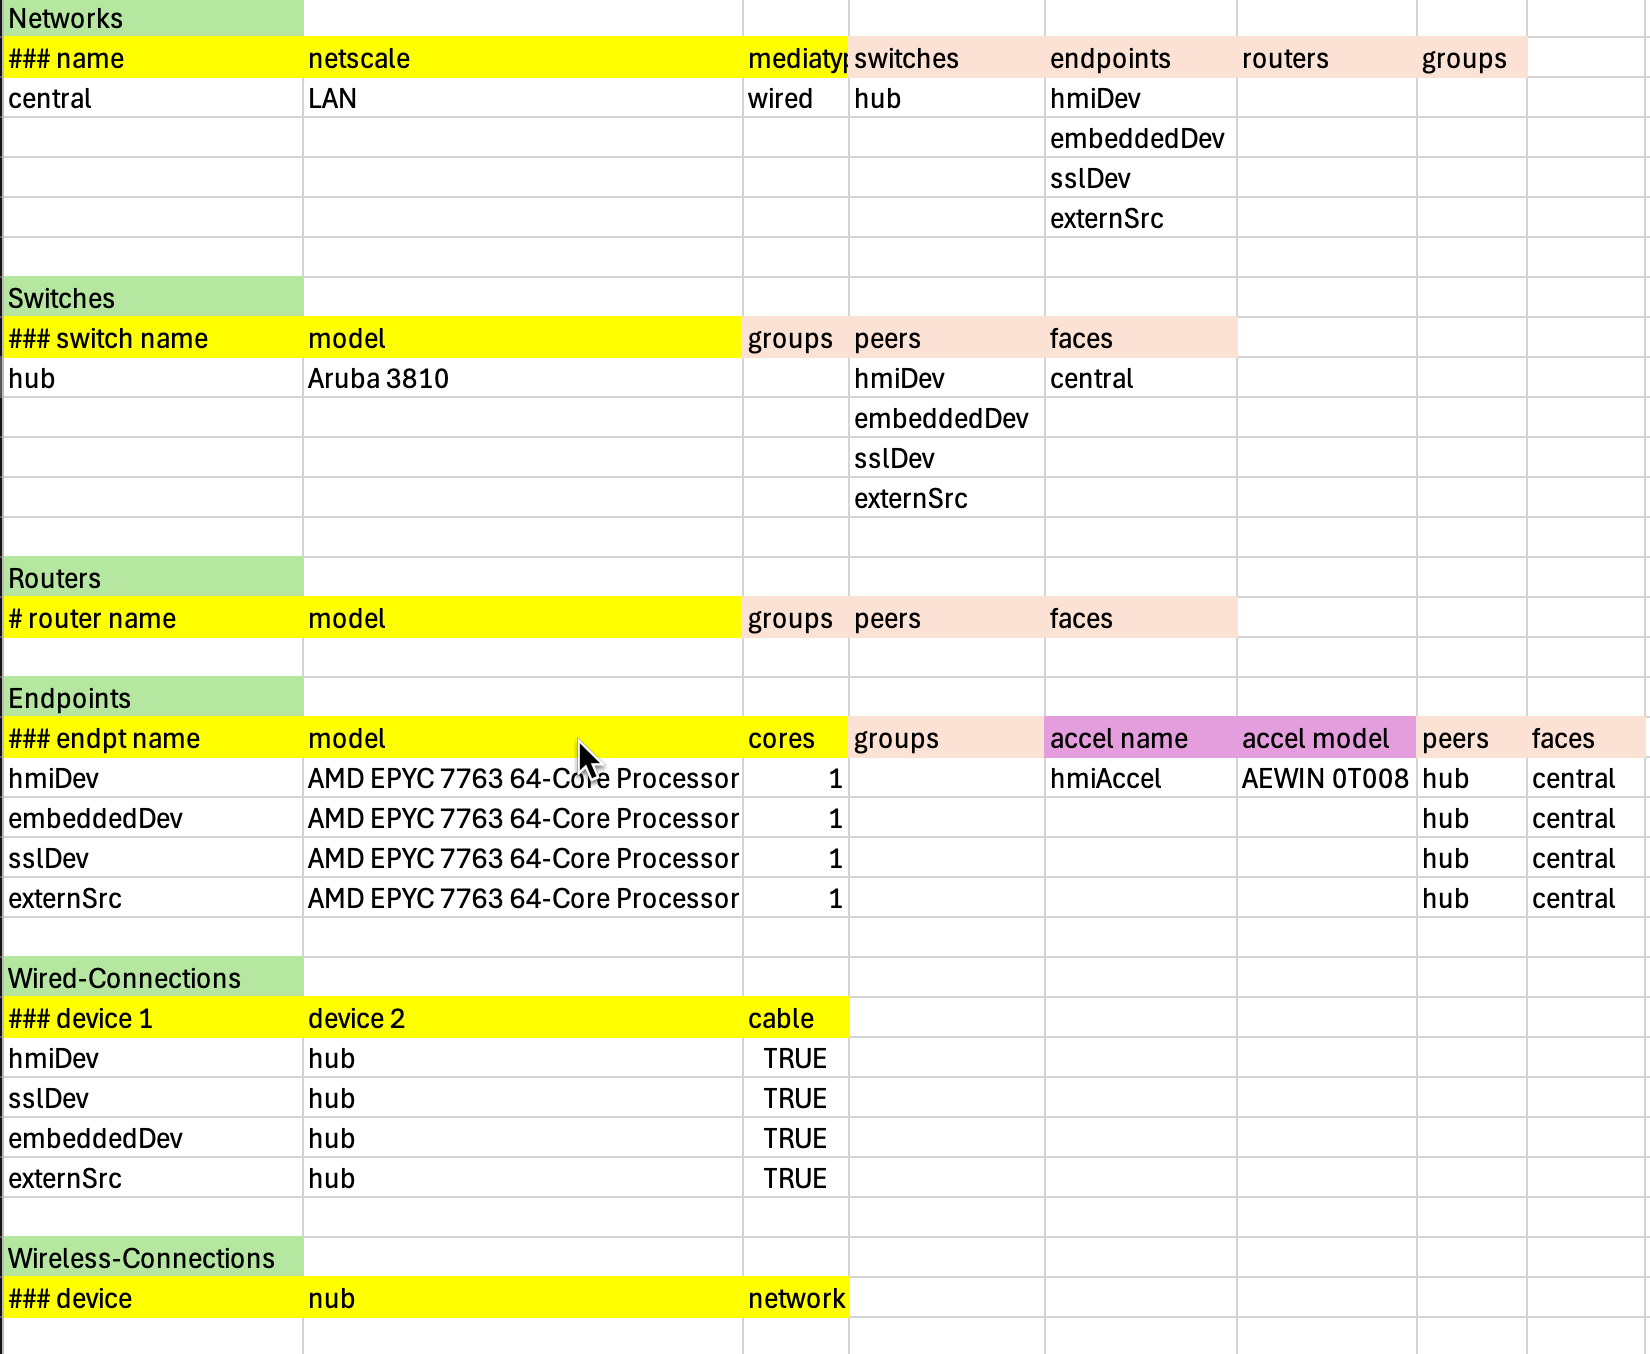 Networks
### name netscale mediatyp switches endpoints routers groups
central LAN wired hub hmiDev
embeddedDev
sslDev
externSrc
Switches
### switch name model groups peers faces
hub Aruba 3810 hmiDev central
embeddedDev
sslDev
externSrc
Routers
# router name model groups peers faces
Endpoints
### endpt name model cores groups accel name accel model peers faces
hmiDev AMD EPYC 7763 64-Core Processor 1 hmiAccel AEWIN 0T008 hub central
embeddedDev AMD EPYC 7763 64-Core Processor 1 hub central
sslDev AMD EPYC 7763 64-Core Processor 1 hub central
externSrc AMD EPYC 7763 64-Core Processor 1 hub central
Wired-Connections
### device 1 device 2 cable
hmiDev hub TRUE
sslDev hub TRUE
embeddedDev hub TRUE
externSrc hub TRUE
Wireless-Connections
### device nub network